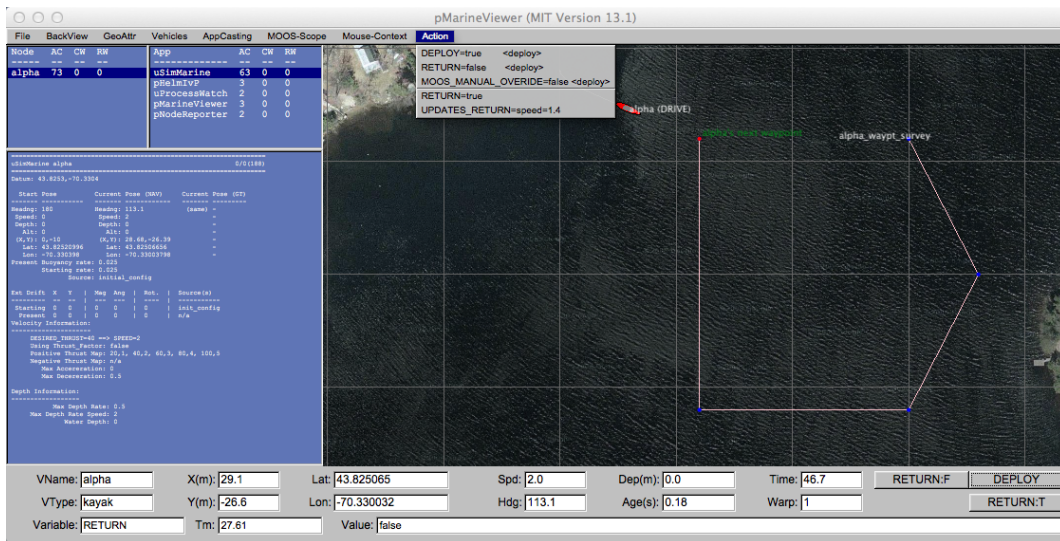 pMarineViewer (MIT Version 13.1)
File BackView GeoAttr Vehicles AppCasting MOOS-Scope Mouse-Context Action
Node AC CW RW
----- -- -- --
alpha 73 0 0
App AC CW RW
------------- -- -- --
uSimMarine 63 0 0
pHelmIvP 3 0 0
uProcessWatch 2 0 0
pMarineViewer 3 0 0
pNodeReporter 2 0 0
DEPLOY=true <deploy>
RETURN=false <deploy>
MOOS_MANUAL_OVERIDE=false <deploy>
RETURN=true
UPDATES_RETURN=speed=1.4
alpha (DRIVE)
alpha's next waypoint
alpha_waypt_survey
uSimMarine alpha 0/0(188)
Datum: 43.8253,-70.3304
Start Pose Current Pose (NAV) Current Pose (GT)
Headng: 180 Headng: 113.1 (same) -
Speed: 0 Speed: 2 -
Depth: 0 Depth: 0 -
Alt: 0 Alt: 0 -
(X,Y): 0,-10 (X,Y): 28.68,-26.39 -
Lat: 43.82520996 Lat: 43.82506656 -
Lon: -70.330398 Lon: -70.33003798 -
Present Buoyancy rate: 0.025
Starting rate: 0.025
Source: initial_config
Ext Drift X Y | Mag Ang | Rot. | Source(s)
Starting 0 0 | 0 0 | 0 | init_config
Present 0 0 | 0 0 | 0 | n/a
Velocity Information:
DESIRED_THRUST=40 ==> SPEED=2
Using Thrust_Factor: false
Positive Thrust Map: 20,1, 40,2, 60,3, 80,4, 100,5
Negative Thrust Map: n/a
Max Accereration: 0
Max Decereration: 0.5
Depth Information:
Max Depth Rate: 0.5
Max Depth Rate Speed: 2
Water Depth: 0
VName: alpha X(m): 29.1 Lat: 43.825065 Spd: 2.0 Dep(m): 0.0 Time: 46.7 RETURN:F DEPLOY
VType: kayak Y(m): -26.6 Lon: -70.330032 Hdg: 113.1 Age(s): 0.18 Warp: 1 RETURN:T
Variable: RETURN Tm: 27.61 Value: false